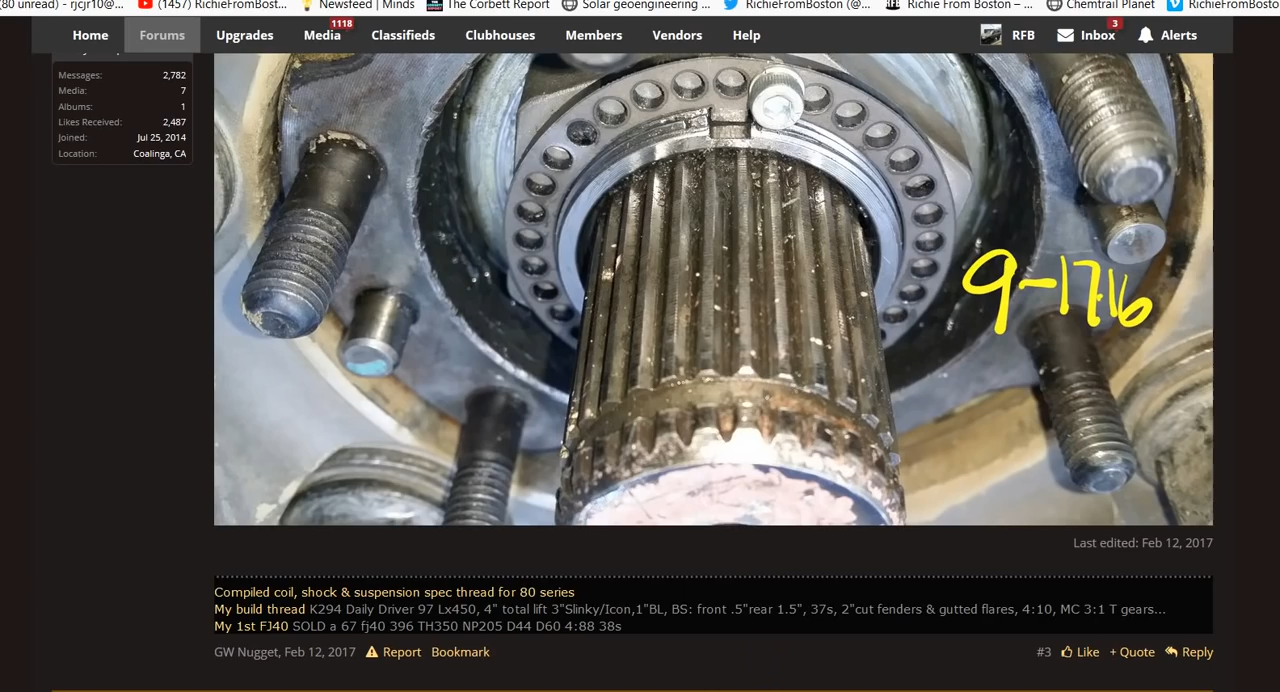 80 unread) - rjcjr10@... (1457) RichieFromBost... Newsfeed | Minds The Corbett Report Solar geoengineering ... RichieFromBoston (@... Richie From Boston – ... Chemtrail Planet RichieFromBosto
Home Forums Upgrades Media 1118 Classifieds Clubhouses Members Vendors Help RFB Inbox 3 Alerts
Messages: 2,782
Media: 7
Albums: 1
Likes Received: 2,487
Joined: Jul 25, 2014
Location: Coalinga, CA
9-17-16
Last edited: Feb 12, 2017
Compiled coil, shock & suspension spec thread for 80 series
My build thread K294 Daily Driver 97 Lx450, 4" total lift 3"Slinky/Icon,1"BL, BS: front .5"rear 1.5", 37s, 2"cut fenders & gutted flares, 4:10, MC 3:1 T gears...
My 1st FJ40 SOLD a 67 fj40 396 TH350 NP205 D44 D60 4:88 38s
GW Nugget, Feb 12, 2017 Report Bookmark #3 Like + Quote Reply